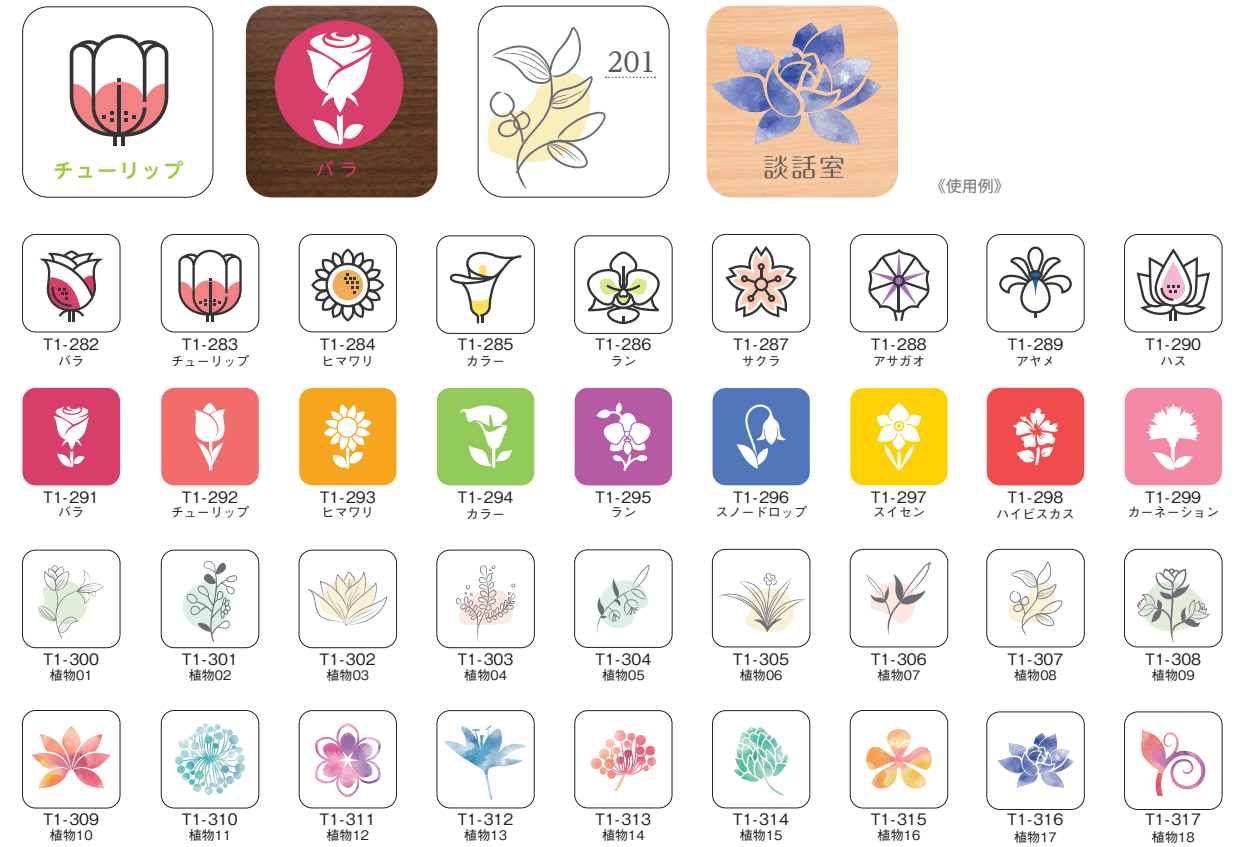 チューリップ
バラ
201
談話室
《使用例》
T1-282
バラ
T1-283
チューリップ
T1-284
ヒマワリ
T1-285
カラー
T1-286
ラン
T1-287
サクラ
T1-288
アサガオ
T1-289
アヤメ
T1-290
ハス
T1-291
バラ
T1-292
チューリップ
T1-293
ヒマワリ
T1-294
カラー
T1-295
ラン
T1-296
スノードロップ
T1-297
スイセン
T1-298
ハイビスカス
T1-299
カーネーション
T1-300
植物01
T1-301
植物02
T1-302
植物03
T1-303
植物04
T1-304
植物05
T1-305
植物06
T1-306
植物07
T1-307
植物08
T1-308
植物09
T1-309
植物10
T1-310
植物11
T1-311
植物12
T1-312
植物13
T1-313
植物14
T1-314
植物15
T1-315
植物16
T1-316
植物17
T1-317
植物18